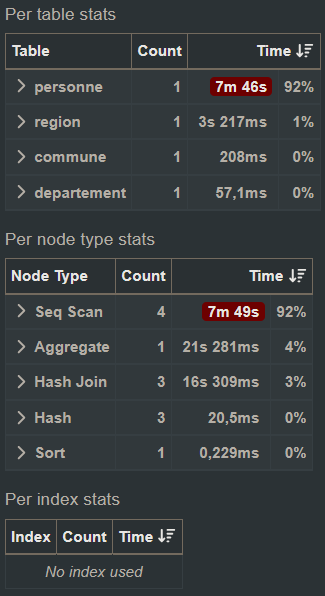 Per table stats
Table Count Time
personne 1 7m 46s 92%
region 1 3s 217ms 1%
commune 1 208ms 0%
departement 1 57,1ms 0%
Per node type stats
Node Type Count Time
Seq Scan 4 7m 49s 92%
Aggregate 1 21s 281ms 4%
Hash Join 3 16s 309ms 3%
Hash 3 20,5ms 0%
Sort 1 0,229ms 0%
Per index stats
Index Count Time
No index used